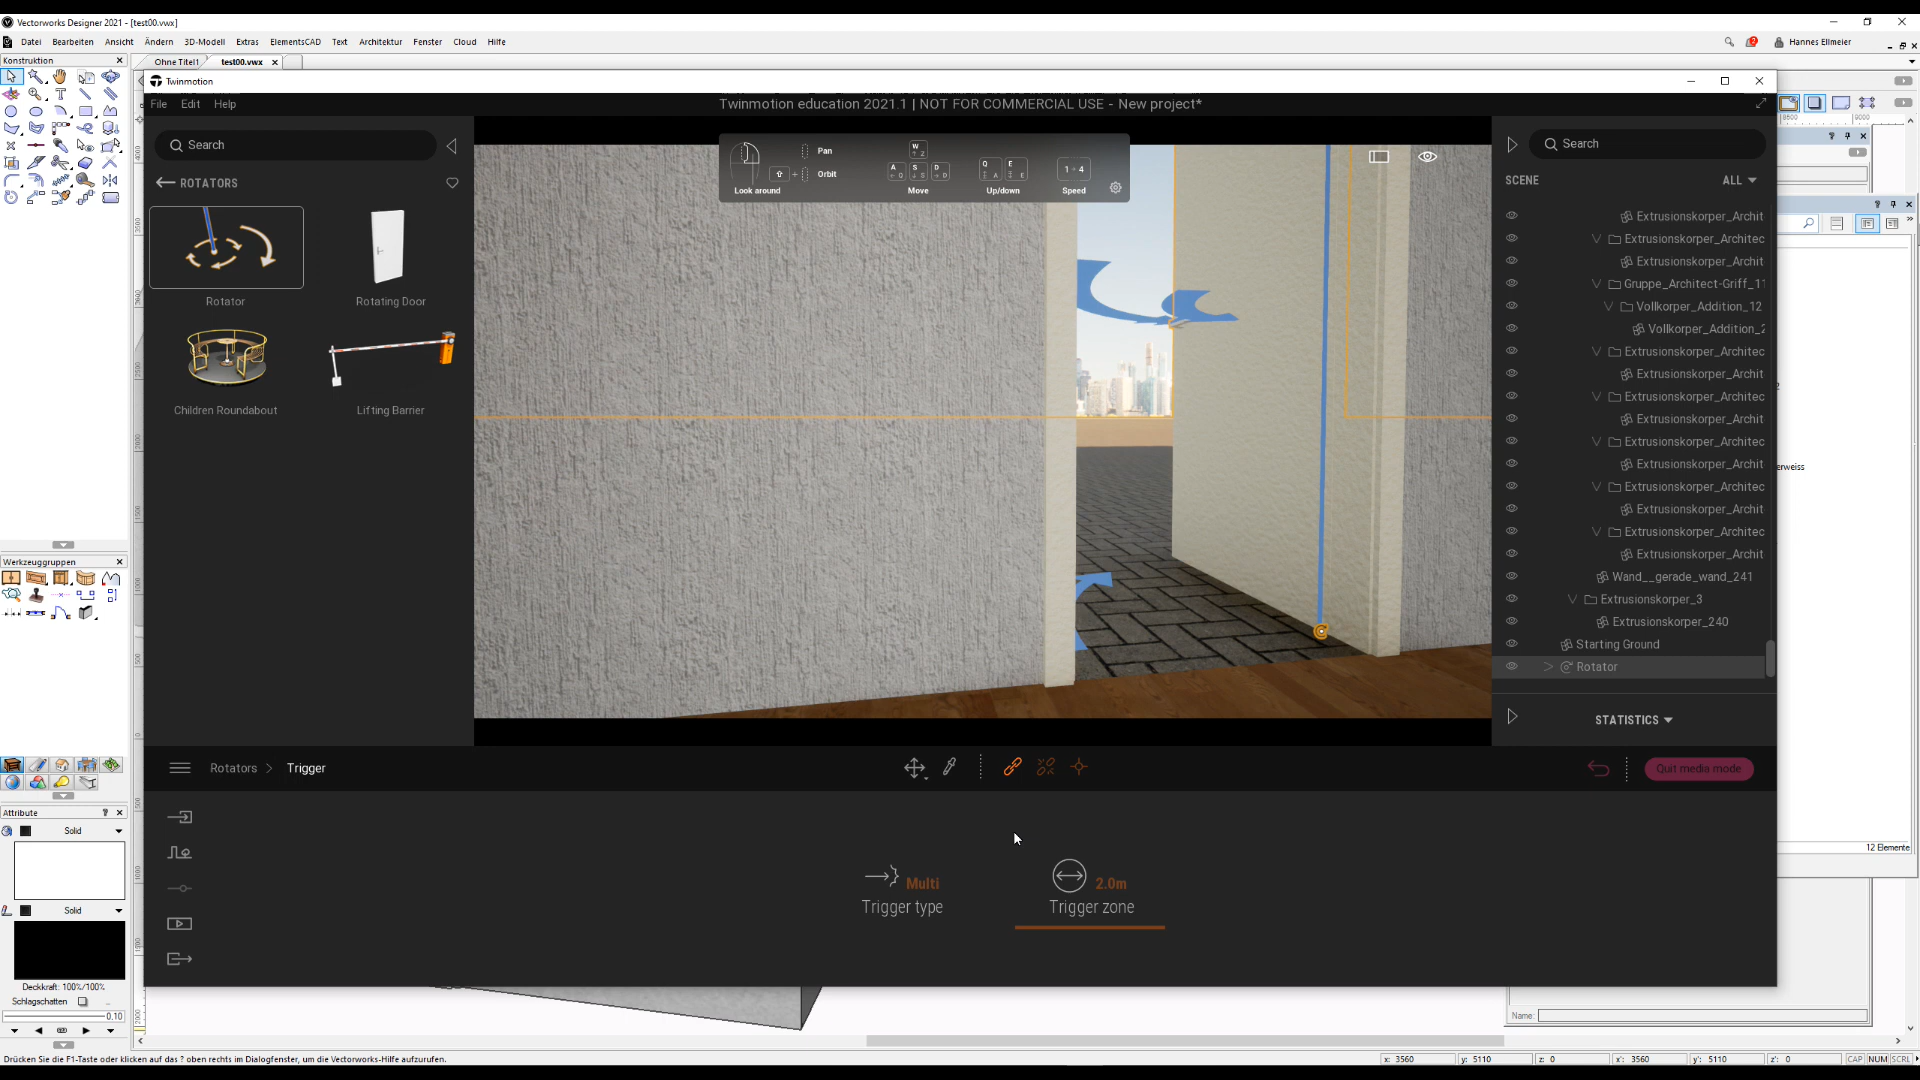 Vectorworks Designer 2021 - [test00.vwx]
Datei Bearbeiten Ansicht Ändern 3D-Modell Extras ElementsCAD Text Architektur Fenster Cloud Hilfe
2 Hannes Ellmeier
Konstruktion
Ohne Titel1 test00.vwx
Twinmotion
File Edit Help
Twinmotion education 2021.1 | NOT FOR COMMERCIAL USE - New project*
Search
ROTATORS
Rotator
Rotating Door
Children Roundabout
Lifting Barrier
Look around
Pan
Orbit
Move
Up/down
Speed
Search
SCENE ALL
Extrusionskorper_Archit
Extrusionskorper_Architec
Extrusionskorper_Archit
Gruppe_Architect-Griff_11
Vollkorper_Addition_12
Vollkorper_Addition_2
Extrusionskorper_Architec
Extrusionskorper_Archit
Extrusionskorper_Architec
Extrusionskorper_Archit
Extrusionskorper_Architec
Extrusionskorper_Archit
Extrusionskorper_Architec
Extrusionskorper_Archit
Extrusionskorper_Architec
Extrusionskorper_Archit
Wand__gerade_wand_241
Extrusionskorper_3
Extrusionskorper_240
Starting Ground
Rotator
STATISTICS
erweiss
12 Elemente
Werkzeuggruppen
Rotators > Trigger
Quit media mode
Multi
Trigger type
2.0m
Trigger zone
Attribute
Solid
Solid
Deckkraft: 100%/100%
Schlagschatten
0.10
Name:
Drücken Sie die F1-Taste oder klicken auf das ? oben rechts im Dialogfenster, um die Vectorworks-Hilfe aufzurufen.
x: 3560 y: 5110 z: 0 x': 3560 y': 5110 z': 0 CAP NUM SCRL